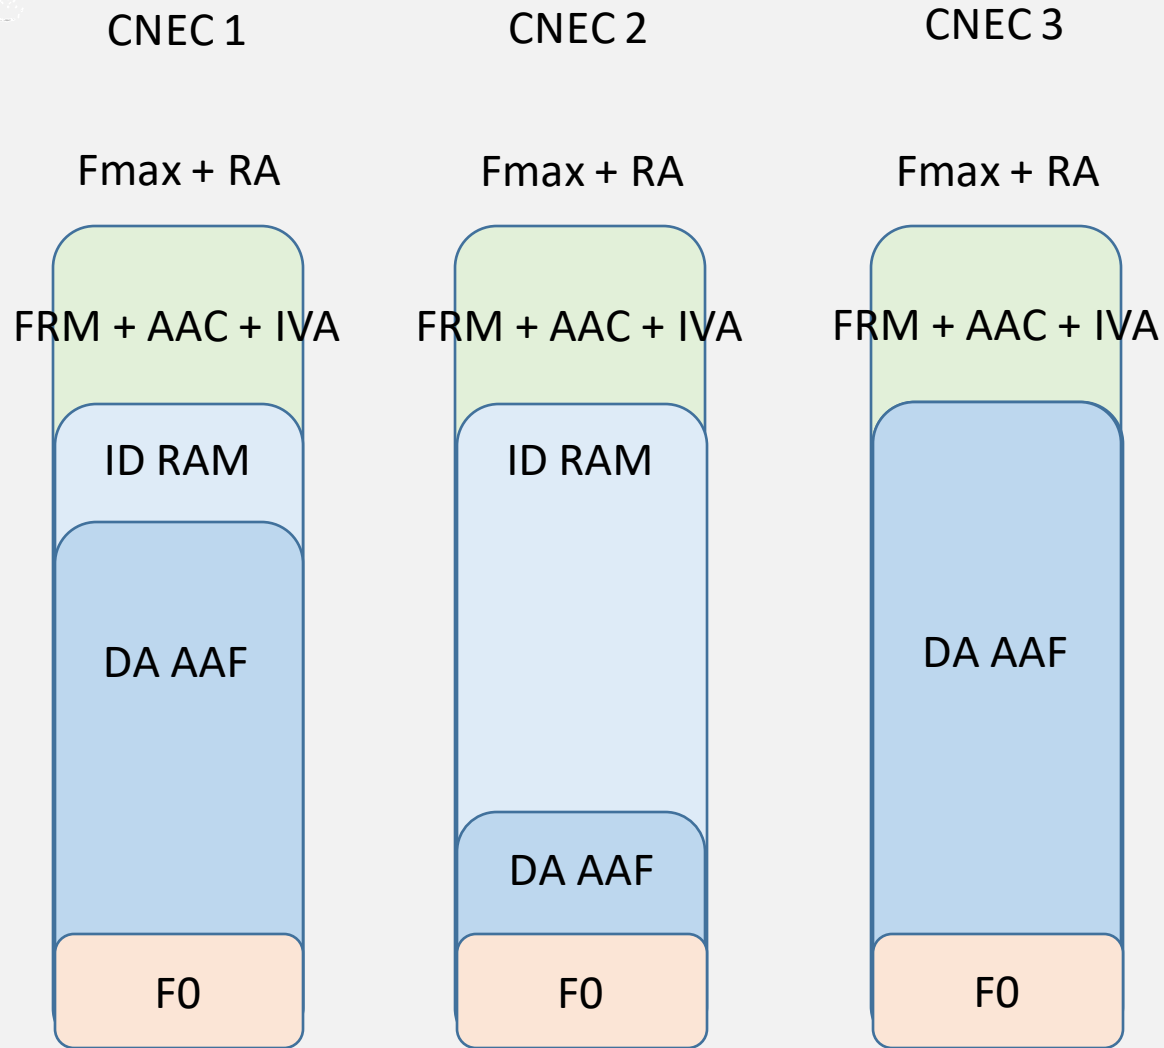 CNEC 1
CNEC 2
CNEC 3
Fmax + RA
Fmax + RA
Fmax + RA
FRM + AAC + IVA
FRM + AAC + IVA
FRM + AAC + IVA
ID RAM
ID RAM
DA AAF
DA AAF
DA AAF
F0
F0
F0